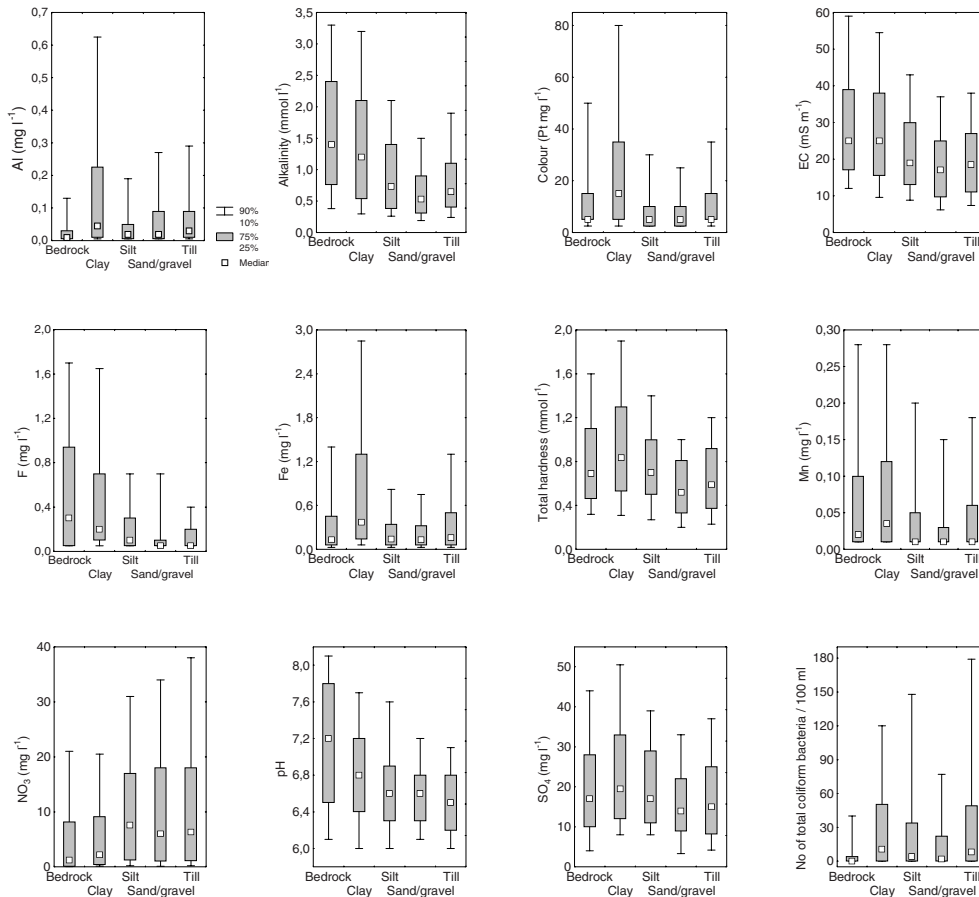 Al (mg l-1)
0,7
0,6
0,5
0,4
0,3
0,2
0,1
0,0
Bedrock Silt Till
Clay Sand/gravel
90%
10%
75%
25%
Median
Alkalinity (mmol l-1)
3,5
3,0
2,5
2,0
1,5
1,0
0,5
0,0
Bedrock Silt Till
Clay Sand/gravel
Colour (Pt mg l-1)
80
60
40
20
0
Bedrock Silt Till
Clay Sand/gravel
EC (mS m-1)
60
50
40
30
20
10
0
Bedrock Silt Till
Clay Sand/gravel
F (mg l-1)
2,0
1,6
1,2
0,8
0,4
0,0
Bedrock Silt Till
Clay Sand/gravel
Fe (mg l-1)
3,0
2,4
1,8
1,2
0,6
0,0
Bedrock Silt Till
Clay Sand/gravel
Total hardness (mmol l-1)
2,0
1,6
1,2
0,8
0,4
0,0
Bedrock Silt Till
Clay Sand/gravel
Mn (mg l-1)
0,30
0,25
0,20
0,15
0,10
0,05
0,00
Bedrock Silt Till
Clay Sand/gravel
NO3 (mg l-1)
40
30
20
10
0
Bedrock Silt Till
Clay Sand/gravel
pH
8,0
7,6
7,2
6,8
6,4
6,0
Bedrock Silt Till
Clay Sand/gravel
SO4 (mg l-1)
50
40
30
20
10
0
Bedrock Silt Till
Clay Sand/gravel
No of total coliform bacteria / 100 ml
180
150
120
90
60
30
0
Bedrock Silt Till
Clay Sand/gravel